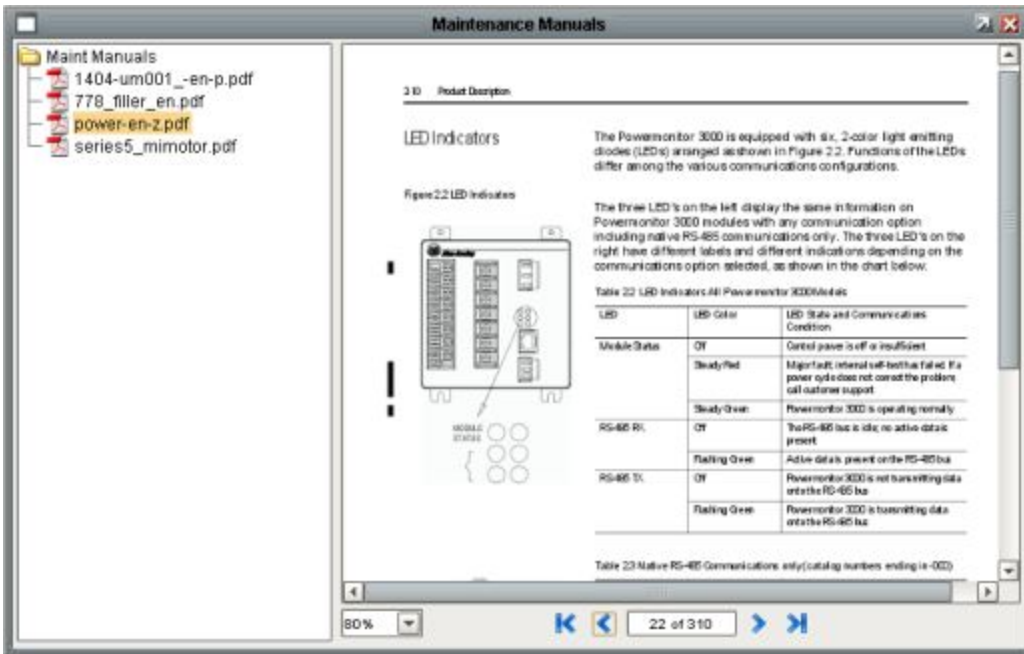 Maintenance Manuals
Maint Manuals
1404-um001_-en-p.pdf
778_filler_en.pdf
power-en-z.pdf
series5_mimotor.pdf
2-10 Product Description
LED Indicators
The Powermonitor 3000 is equipped with six, 2-color light emitting
diodes (LEDs) arranged as shown in Figure 2.2. Functions of the LEDs
differ among the various communications configurations.
Figure 2.2 LED Indicators
The three LED's on the left display the same information on
Powermonitor 3000 modules with any communication option
including native RS-485 communications only. The three LED's on the
right have different labels and different indications depending on the
communications option selected, as shown in the chart below.
Table 2.2 LED Indicators All Powermonitor 3000 Models
LED LED Color LED State and Communications
Condition
Module Status Off Control power is off or insufficient
Steady Red Major fault; internal self-test has failed. If a
power cycle does not correct the problem,
call customer support
Steady Green Powermonitor 3000 is operating normally
RS-485 RX Off The RS-485 bus is idle; no active data is
present
Flashing Green Active data is present on the RS-485 bus
RS-485 TX Off Powermonitor 3000 is not transmitting data
onto the RS-485 bus
Flashing Green Powermonitor 3000 is transmitting data
onto the RS-485 bus
MODULE
STATUS
Table 2.3 Native RS-485 Communications only (catalog numbers ending in -000)
80%
22 of 310